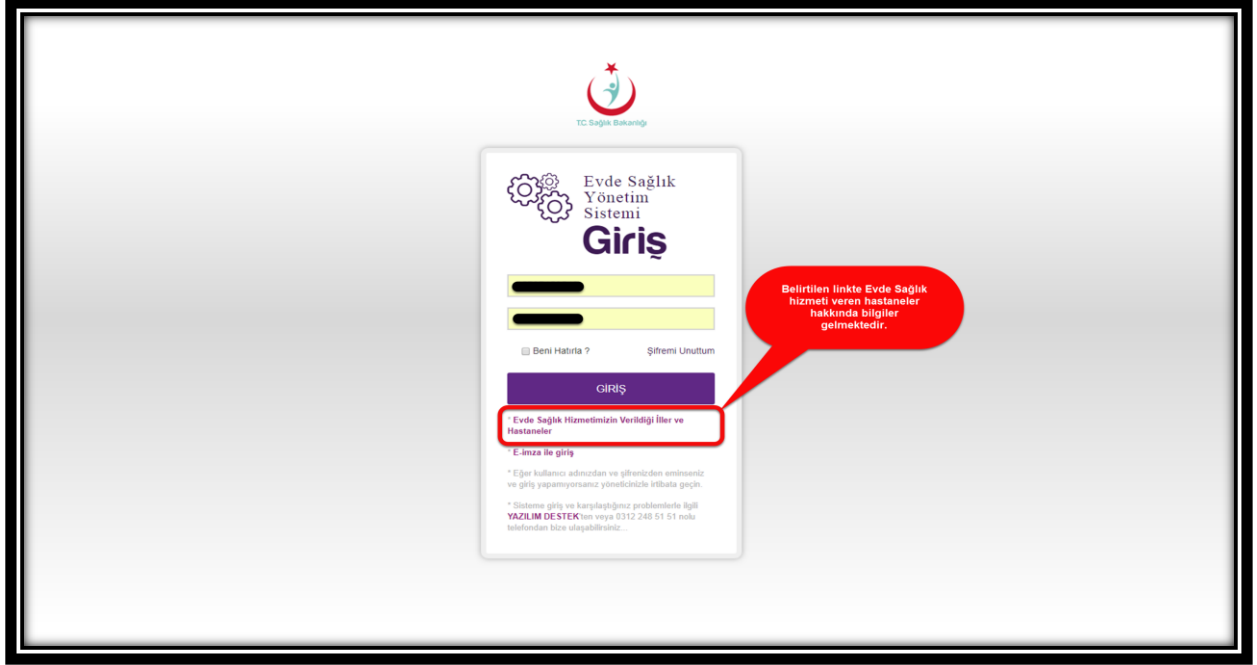 T.C. Sağlık Bakanlığı
Evde Sağlık
Yönetim
Sistemi
Giriş
Beni Hatırla ?
Şifremi Unuttum
GİRİŞ
* Evde Sağlık Hizmetimizin Verildiği İller ve
Hastaneler
* E-imza ile giriş
* Eğer kullanıcı adınızdan ve şifrenizden eminseniz
ve giriş yapamıyorsanız yöneticinizle irtibata geçin.
* Sisteme giriş ve karşılaştığınız problemlerle ilgili
YAZILIM DESTEK'ten veya 0312 248 51 51 nolu
telefondan bize ulaşabilirsiniz...
Belirtilen linkte Evde Sağlık
hizmeti veren hastaneler
hakkında bilgiler
gelmektedir.